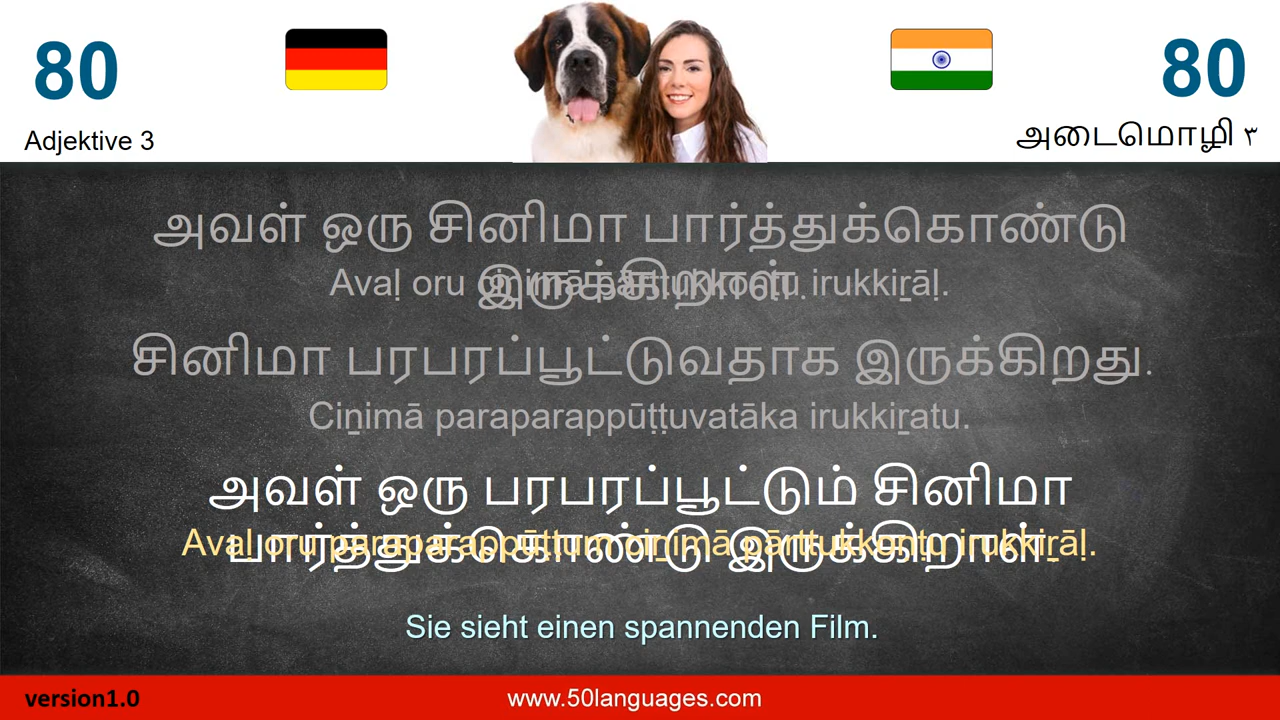 80
80
Adjektive 3
அடைமொழி ३
அவள் ஒரு சினிமா பார்த்துக்கொண்டு
இருக்கிறாள்.
Avaḷ oru ciṉimā pārttukkoṇṭu irukkiṟāḷ.
சினிமா பரபரப்பூட்டுவதாக இருக்கிறது.
Ciṉimā paraparappūṭṭuvatāka irukkiṟatu.
அவள் ஒரு பரபரப்பூட்டும் சினிமா
பார்த்துக்கொண்டு இருக்கிறாள்.
Avaḷ oru paraparappūṭṭum ciṉimā pārttukkoṇṭu irukkiṟāḷ.
Sie sieht einen spannenden Film.
version1.0
www.50languages.com